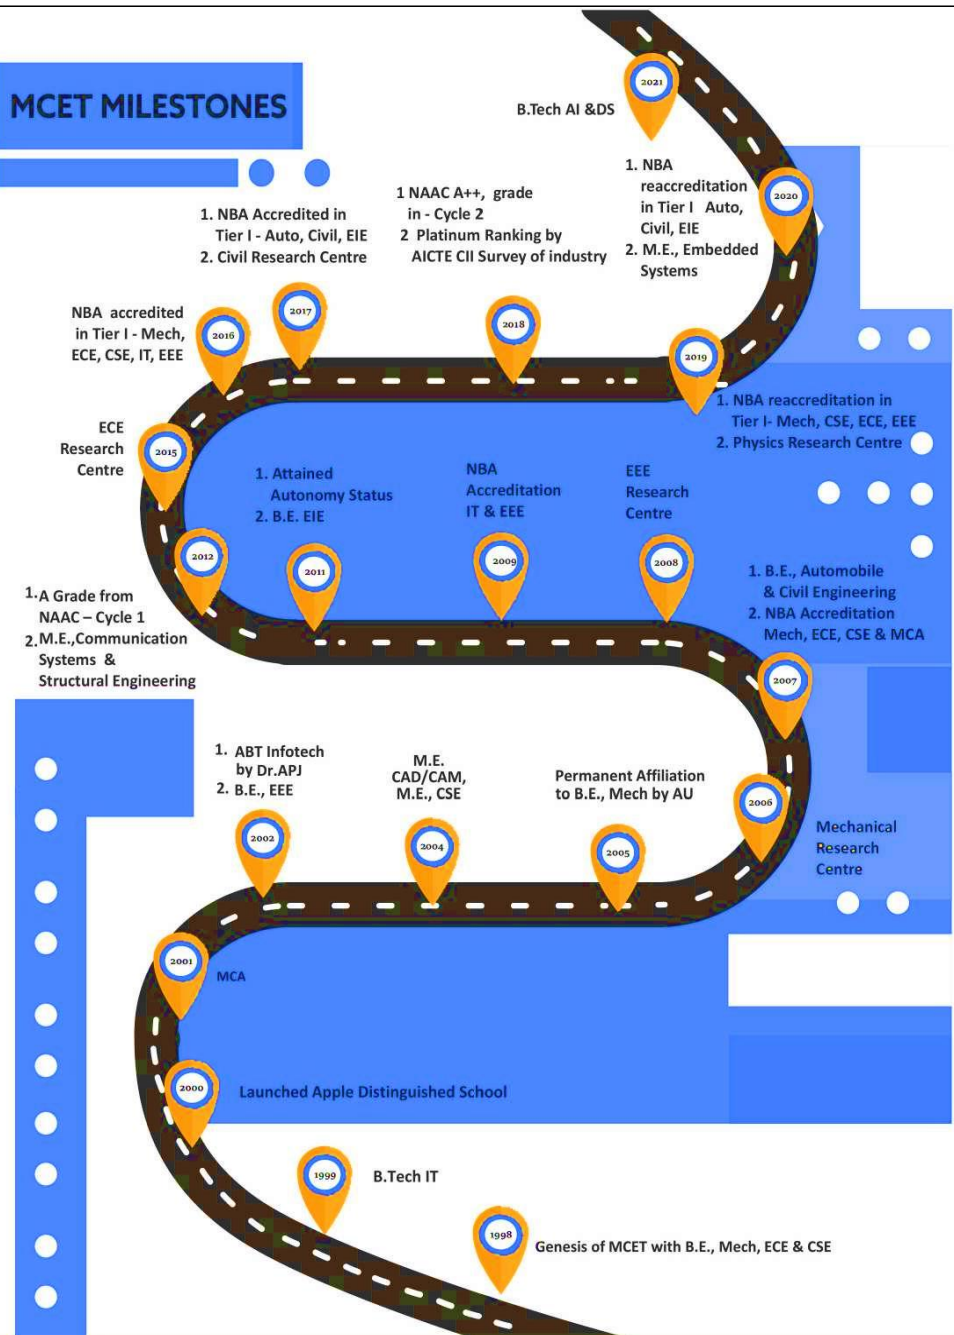 MCET MILESTONES
2021
B.Tech AI &DS
2020
1. NBA
reaccreditation
in Tier I Auto,
Civil, EIE
2. M.E., Embedded
Systems
1 NAAC A++, grade
in - Cycle 2
2 Platinum Ranking by
AICTE CII Survey of industry
1. NBA Accredited in
Tier I - Auto, Civil, EIE
2. Civil Research Centre
NBA accredited
in Tier I - Mech,
ECE, CSE, IT, EEE
2016
2017
2018
2019
1. NBA reaccreditation in
Tier I- Mech, CSE, ECE, EEE
2. Physics Research Centre
ECE
Research
Centre
2015
1. Attained
Autonomy Status
2. B.E. EIE
NBA
Accreditation
IT & EEE
EEE
Research
Centre
2012
2011
2009
2008
1. B.E., Automobile
& Civil Engineering
2. NBA Accreditation
Mech, ECE, CSE & MCA
1. A Grade from
NAAC – Cycle 1
2. M.E.,Communication
Systems &
Structural Engineering
2007
1. ABT Infotech
by Dr.APJ
2. B.E., EEE
M.E.
CAD/CAM,
M.E., CSE
Permanent Affiliation
to B.E., Mech by AU
2002
2004
2005
2006
Mechanical
Research
Centre
2001
MCA
2000
Launched Apple Distinguished School
1999
B.Tech IT
1998
Genesis of MCET with B.E., Mech, ECE & CSE